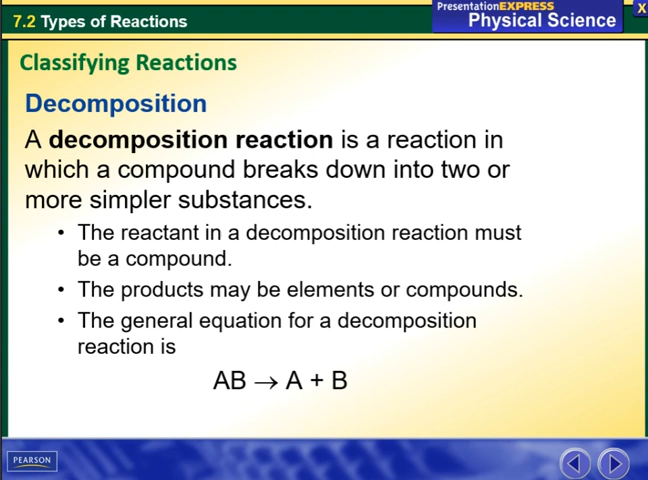 7.2 Types of Reactions
PresentationEXPRESS
Physical Science
X
Classifying Reactions
Decomposition
A decomposition reaction is a reaction in
which a compound breaks down into two or
more simpler substances.
• The reactant in a decomposition reaction must
be a compound.
• The products may be elements or compounds.
• The general equation for a decomposition
reaction is
AB → A + B
PEARSON